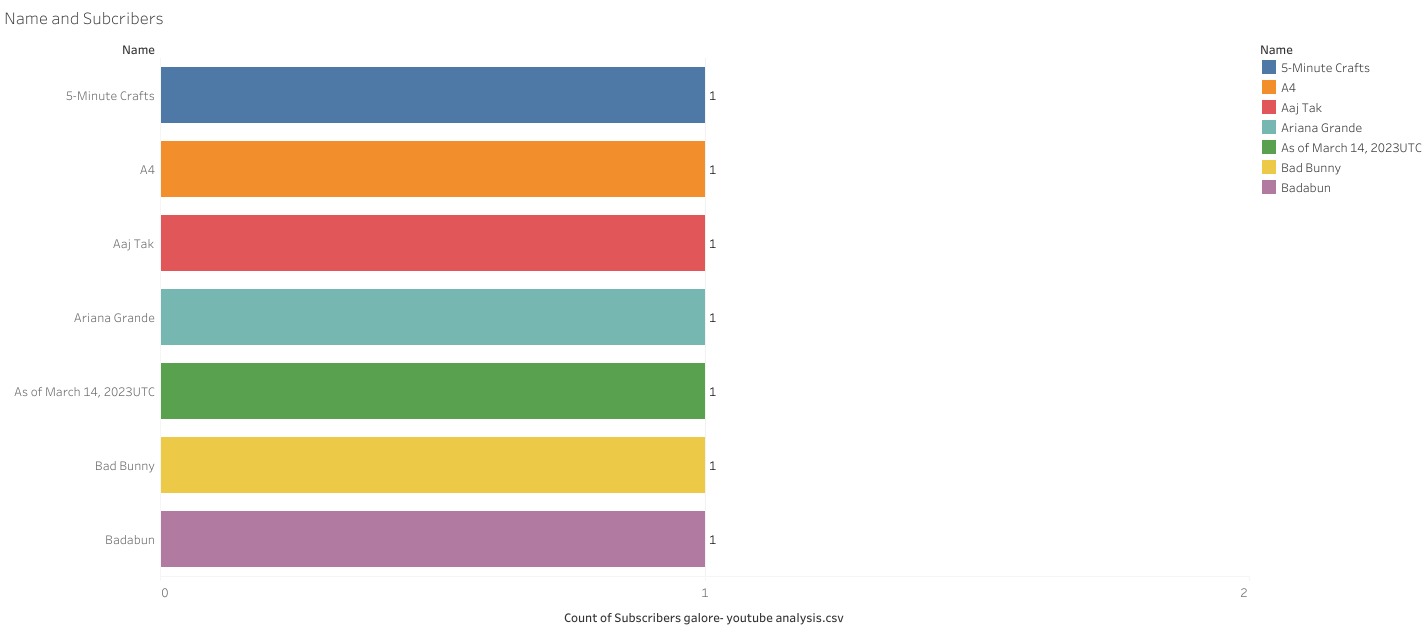 Name and Subcribers
Name
5-Minute Crafts
1
A4
1
Aaj Tak
1
Ariana Grande
1
As of March 14, 2023UTC
1
Bad Bunny
1
Badabun
1
0
1
2
Count of Subscribers galore- youtube analysis.csv
Name
5-Minute Crafts
A4
Aaj Tak
Ariana Grande
As of March 14, 2023UTC
Bad Bunny
Badabun